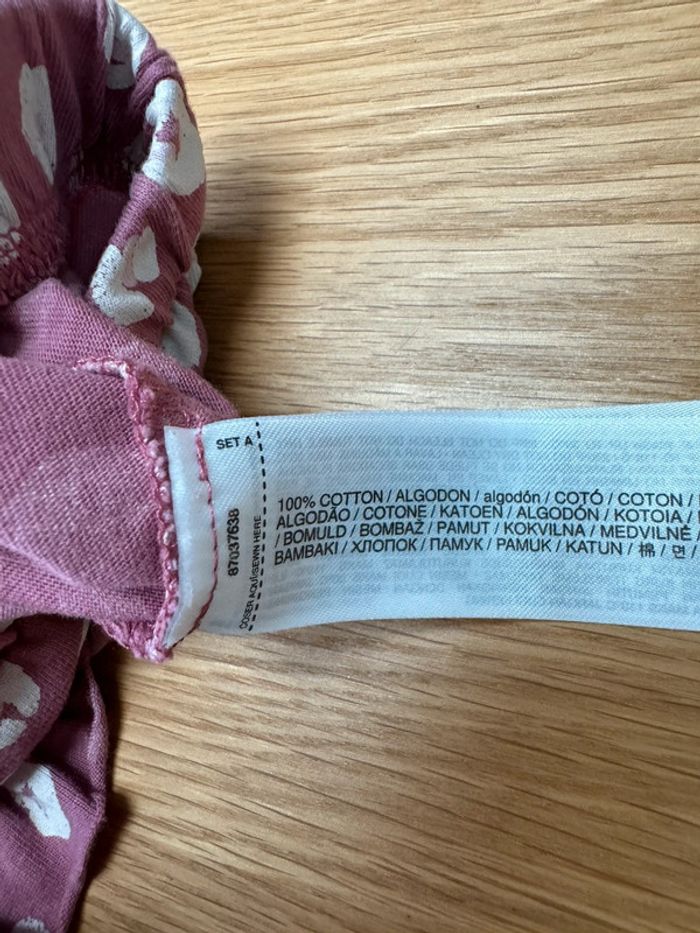 SET A
87037638
COSER AQUÍ/SEWN HERE
100% COTTON / ALGODON / algodón / COTÓ / COTON /
ALGODÃO / COTONE / KATOEN / ALGODÓN / KOTOIA /
/ BOMULD / BOMBAŽ / PAMUT / KOKVILNA / MEDVILNĖ /
BAMBAKI / ХЛОПОК / ПАМУК / PAMUK / KATUN / 棉 / 면 /